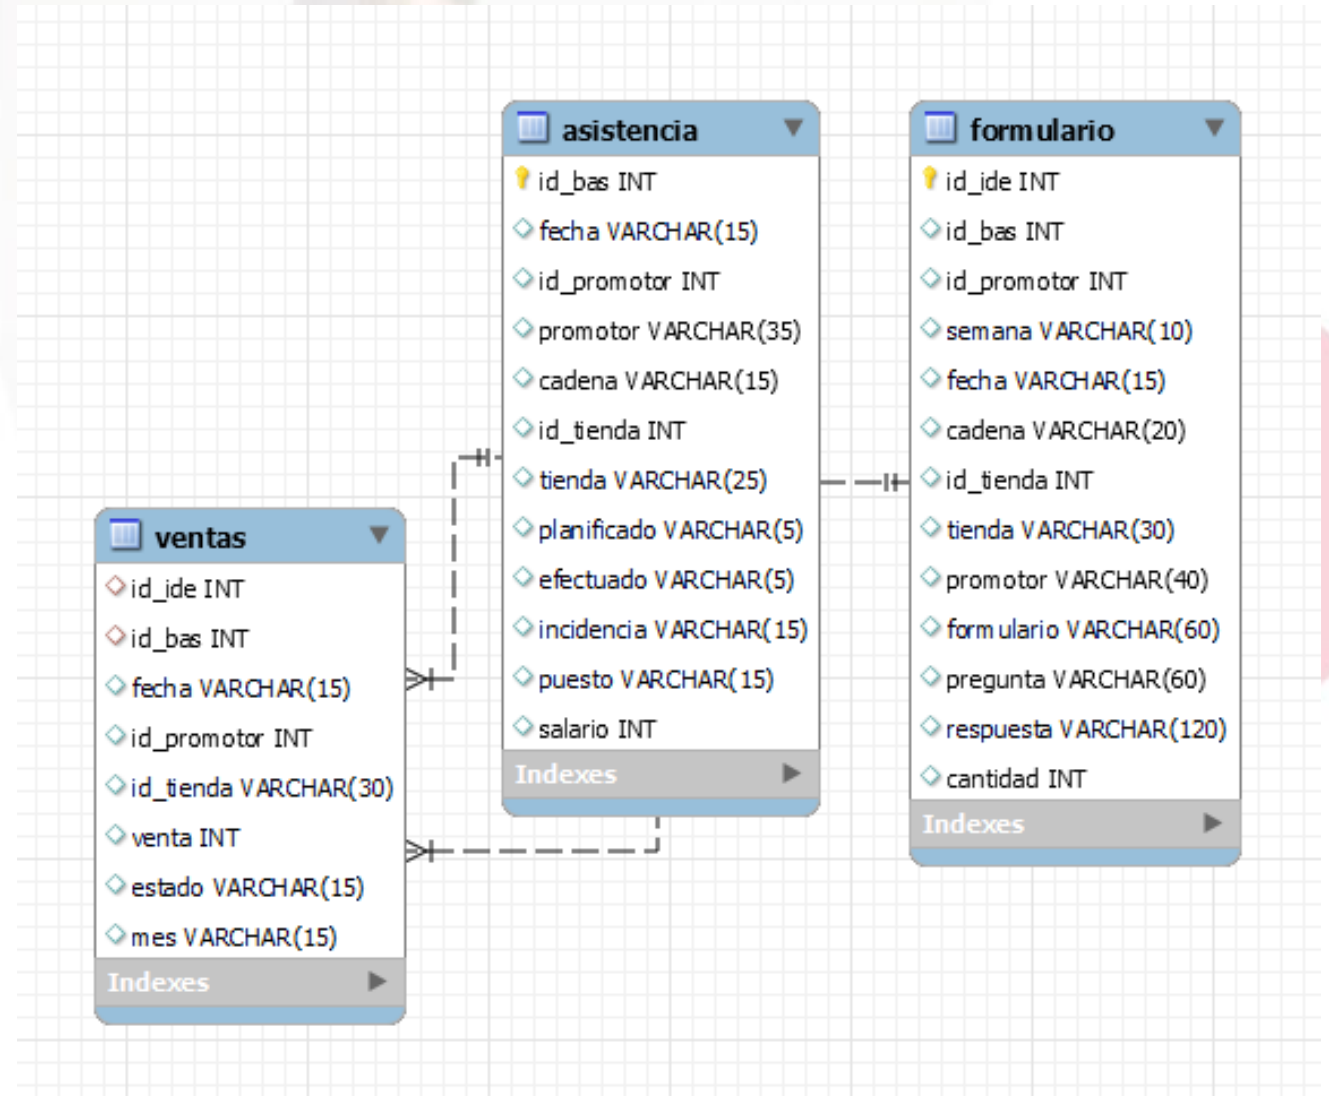 asistencia
id_bas INT
fecha VARCHAR(15)
id_promotor INT
promotor VARCHAR(35)
cadena VARCHAR(15)
id_tienda INT
tienda VARCHAR(25)
planificado VARCHAR(5)
efectuado VARCHAR(5)
incidencia VARCHAR(15)
puesto VARCHAR(15)
salario INT
Indexes
formulario
id_ide INT
id_bas INT
id_promotor INT
semana VARCHAR(10)
fecha VARCHAR(15)
cadena VARCHAR(20)
id_tienda INT
tienda VARCHAR(30)
promotor VARCHAR(40)
formulario VARCHAR(60)
pregunta VARCHAR(60)
respuesta VARCHAR(120)
cantidad INT
Indexes
ventas
id_ide INT
id_bas INT
fecha VARCHAR(15)
id_promotor INT
id_tienda VARCHAR(30)
venta INT
estado VARCHAR(15)
mes VARCHAR(15)
Indexes